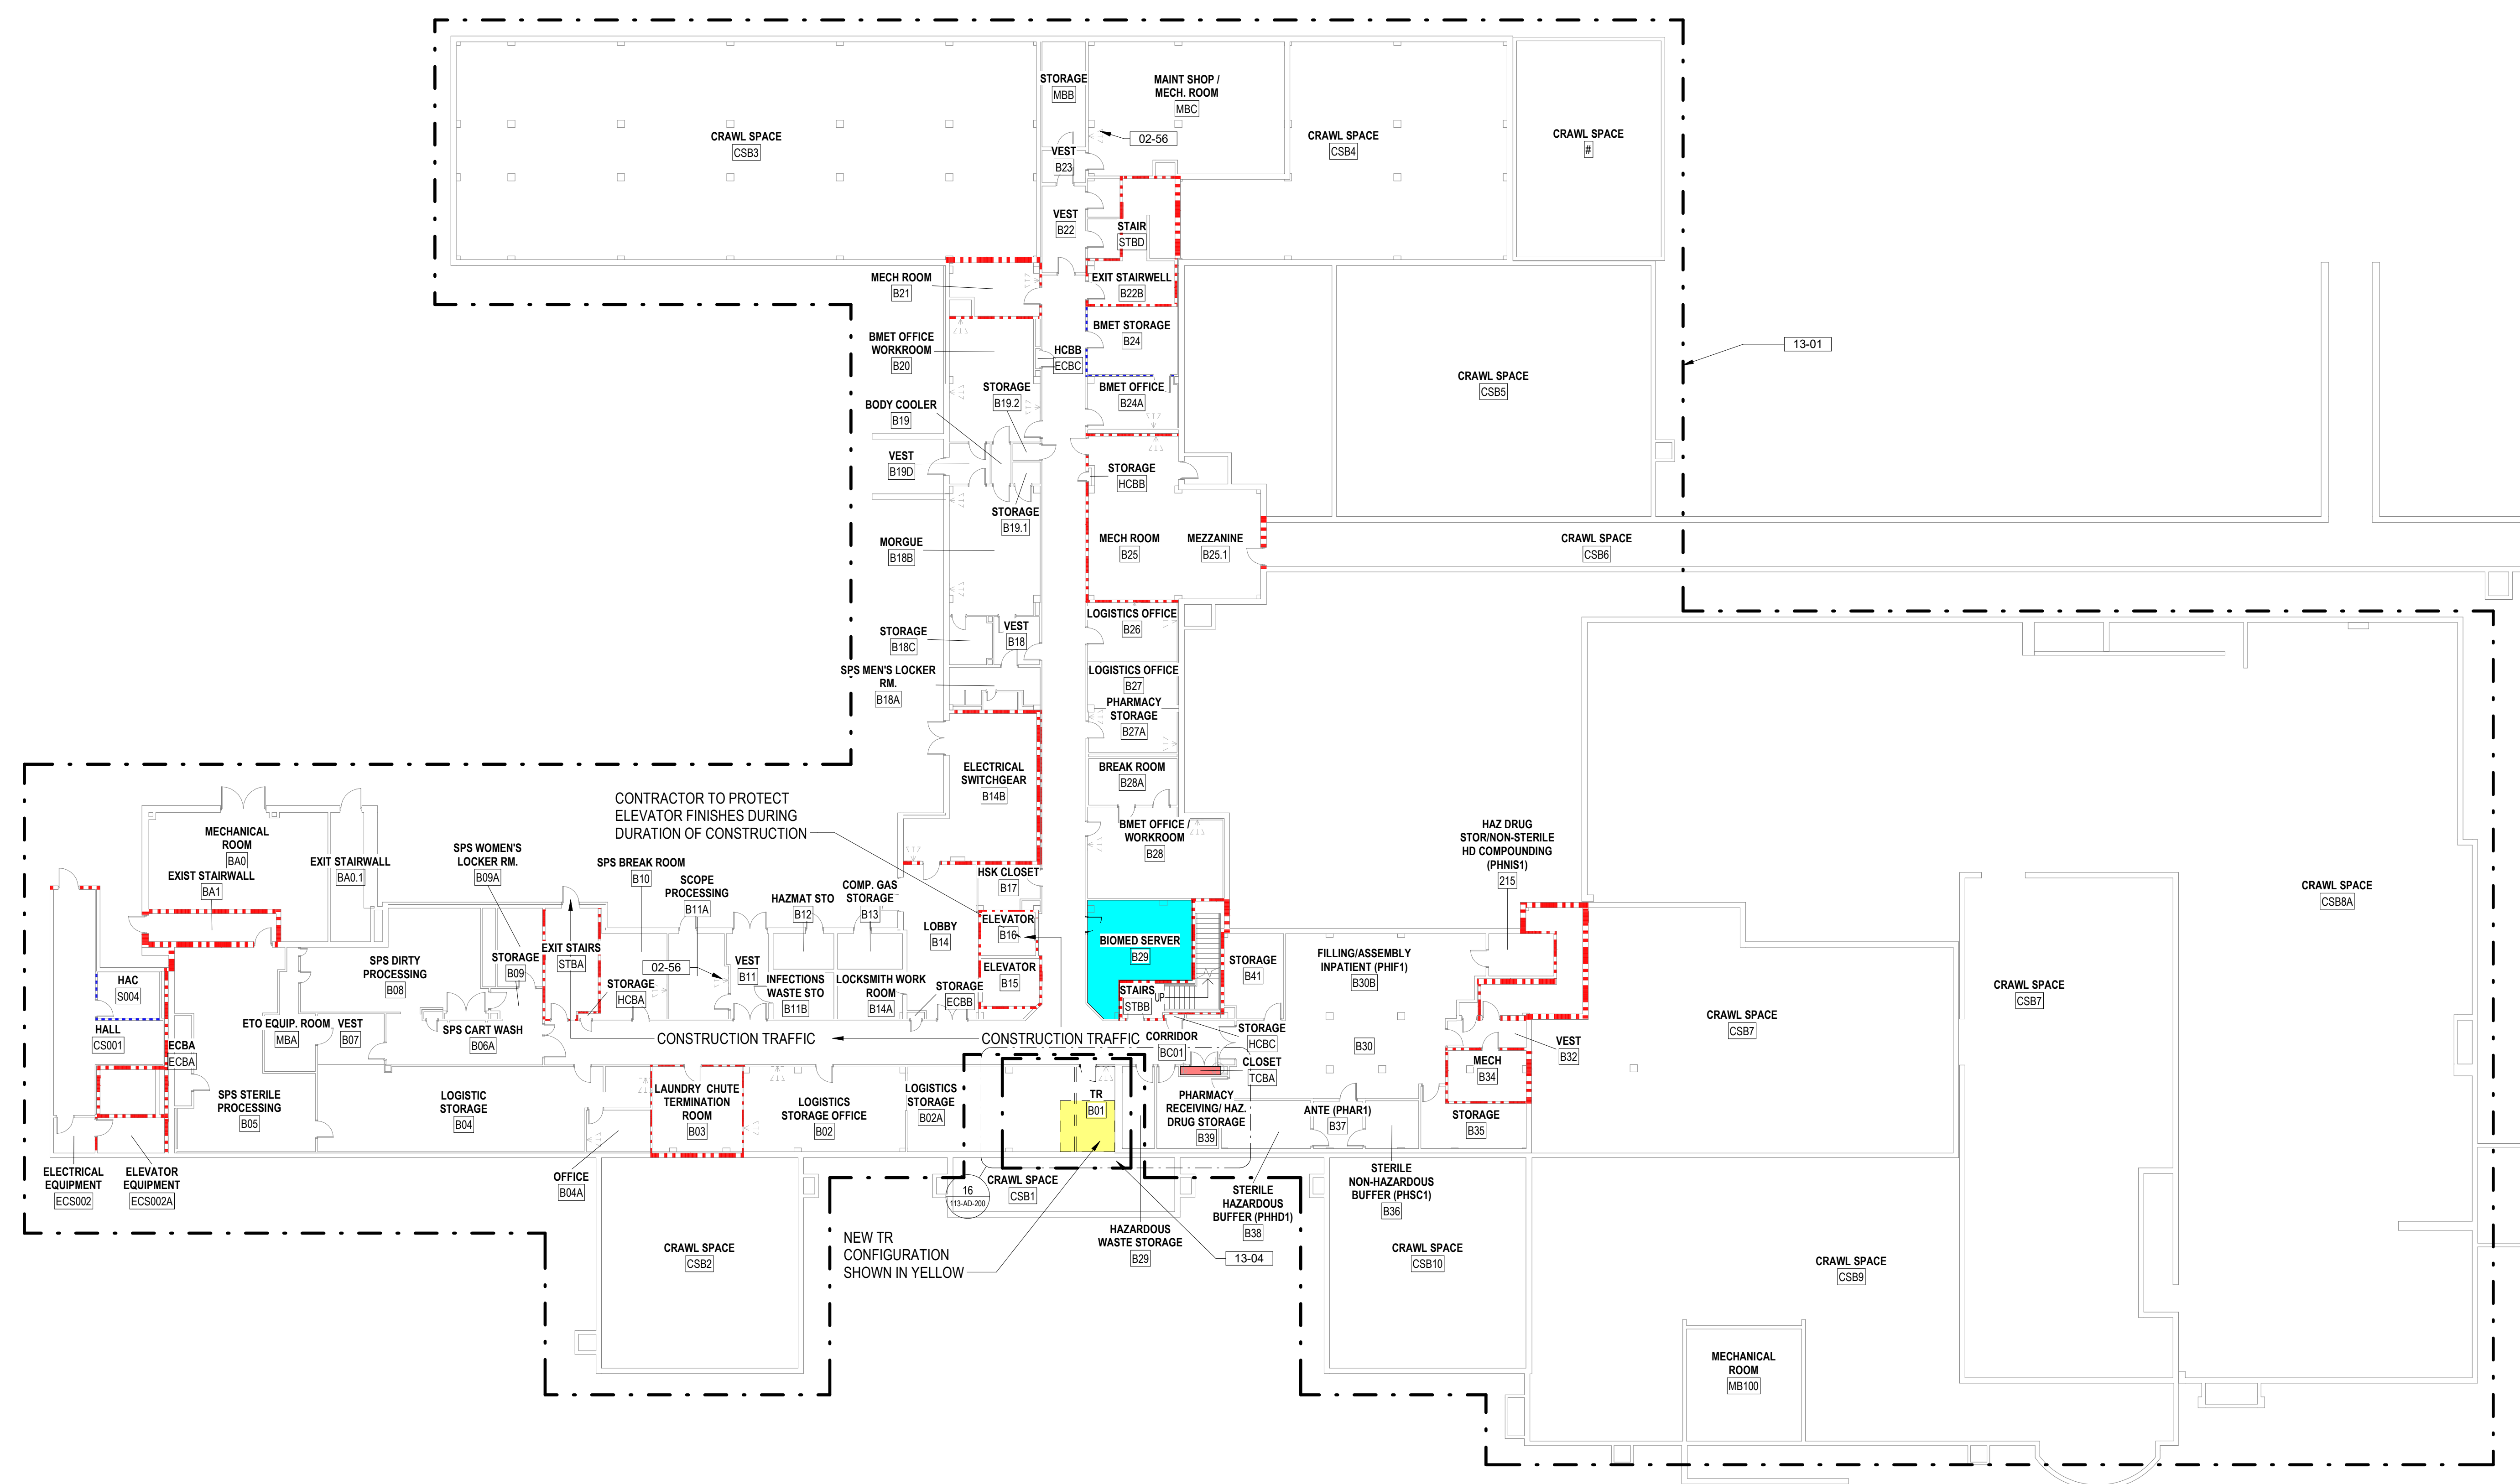 STORAGE
MBB
MAINT SHOP /
MECH. ROOM
MBC
CRAWL SPACE
CSB3
02-56
CRAWL SPACE
CSB4
CRAWL SPACE
#
VEST
B23
VEST
B22
STAIR
STBD
MECH ROOM
B21
EXIT STAIRWELL
B22B
BMET OFFICE
WORKROOM
B20
BMET STORAGE
B24
HCBB
ECBC
13-01
CRAWL SPACE
CSB5
STORAGE
B19.2
BMET OFFICE
B24A
BODY COOLER
B19
VEST
B19D
STORAGE
HCBB
STORAGE
B19.1
MORGUE
B18B
MECH ROOM
B25
MEZZANINE
B25.1
CRAWL SPACE
CSB6
LOGISTICS OFFICE
B26
STORAGE
B18C
VEST
B18
SPS MEN'S LOCKER
RM.
B18A
LOGISTICS OFFICE
B27
PHARMACY
STORAGE
B27A
ELECTRICAL
SWITCHGEAR
B14B
BREAK ROOM
B28A
CONTRACTOR TO PROTECT
ELEVATOR FINISHES DURING
DURATION OF CONSTRUCTION
BMET OFFICE /
WORKROOM
B28
HAZ DRUG
STOR/NON-STERILE
HD COMPOUNDING
(PHNIS1)
215
MECHANICAL
ROOM
BA0
EXIT STAIRWALL
BA0.1
EXIST STAIRWALL
BA1
SPS WOMEN'S
LOCKER RM.
B09A
SPS BREAK ROOM
B10
SCOPE
PROCESSING
B11A
HAZMAT STO
B12
COMP. GAS
STORAGE
B13
HSK CLOSET
B17
CRAWL SPACE
CSB8A
LOBBY
B14
ELEVATOR
B16
BIOMED SERVER
B29
EXIT STAIRS
STBA
SPS DIRTY
PROCESSING
B08
STORAGE
B09
02-56
VEST
B11
STORAGE
B41
FILLING/ASSEMBLY
INPATIENT (PHIF1)
B30B
HAC
S004
STORAGE
HCBA
INFECTIONS
WASTE STO
B11B
LOCKSMITH WORK
ROOM
B14A
STORAGE
ECBB
ELEVATOR
B15
STAIRS
STBB
UP
CRAWL SPACE
CSB7
CRAWL SPACE
CSB7
HALL
CS001
ETO EQUIP. ROOM
MBA
VEST
B07
SPS CART WASH
B06A
CONSTRUCTION TRAFFIC
CONSTRUCTION TRAFFIC
CORRIDOR
BC01
STORAGE
HCBC
B30
VEST
B32
ECBA
ECBA
CLOSET
TCBA
MECH
B34
SPS STERILE
PROCESSING
B05
LOGISTIC
STORAGE
B04
LAUNDRY CHUTE
TERMINATION
ROOM
B03
LOGISTICS
STORAGE OFFICE
B02
LOGISTICS
STORAGE
B02A
TR
B01
PHARMACY
RECEIVING/ HAZ.
DRUG STORAGE
B39
ANTE (PHAR1)
B37
STORAGE
B35
ELECTRICAL
EQUIPMENT
ECS002
ELEVATOR
EQUIPMENT
ECS002A
OFFICE
B04A
16
113-AD-200
CRAWL SPACE
CSB1
STERILE
NON-HAZARDOUS
BUFFER (PHSC1)
B36
STERILE
HAZARDOUS
BUFFER (PHHD1)
B38
HAZARDOUS
WASTE STORAGE
B29
13-04
NEW TR
CONFIGURATION
SHOWN IN YELLOW
CRAWL SPACE
CSB2
CRAWL SPACE
CSB10
CRAWL SPACE
CSB9
MECHANICAL
ROOM
MB100